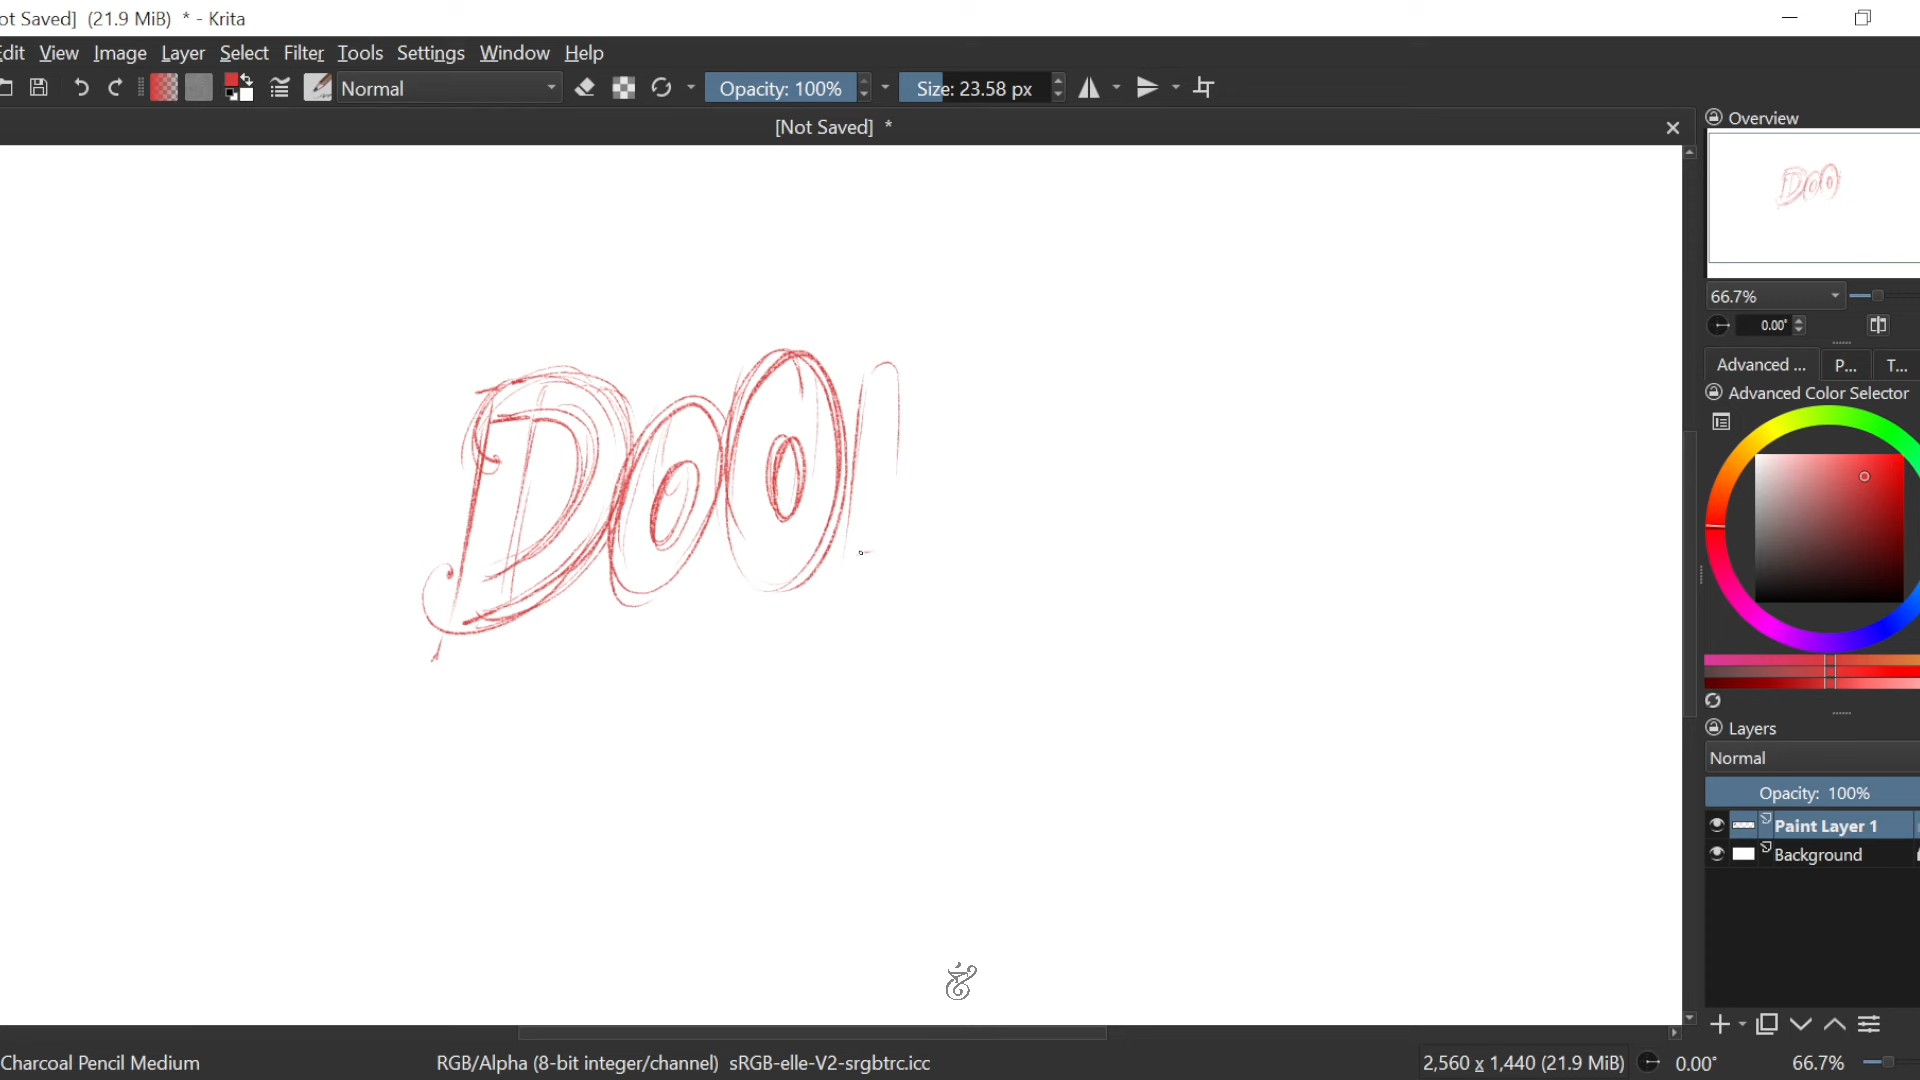 ot Saved] (21.9 MiB) * - Krita
Edit View Image Layer Select Filter Tools Settings Window Help
Normal Opacity: 100% Size: 23.58 px
[Not Saved] *
Overview
66.7%
0.00°
Advanced ... P... T...
Advanced Color Selector
Layers
Normal
Opacity: 100%
Paint Layer 1
Background
Doo
Charcoal Pencil Medium RGB/Alpha (8-bit integer/channel) sRGB-elle-V2-srgbtrc.icc 2,560 x 1,440 (21.9 MiB) 0.00° 66.7%